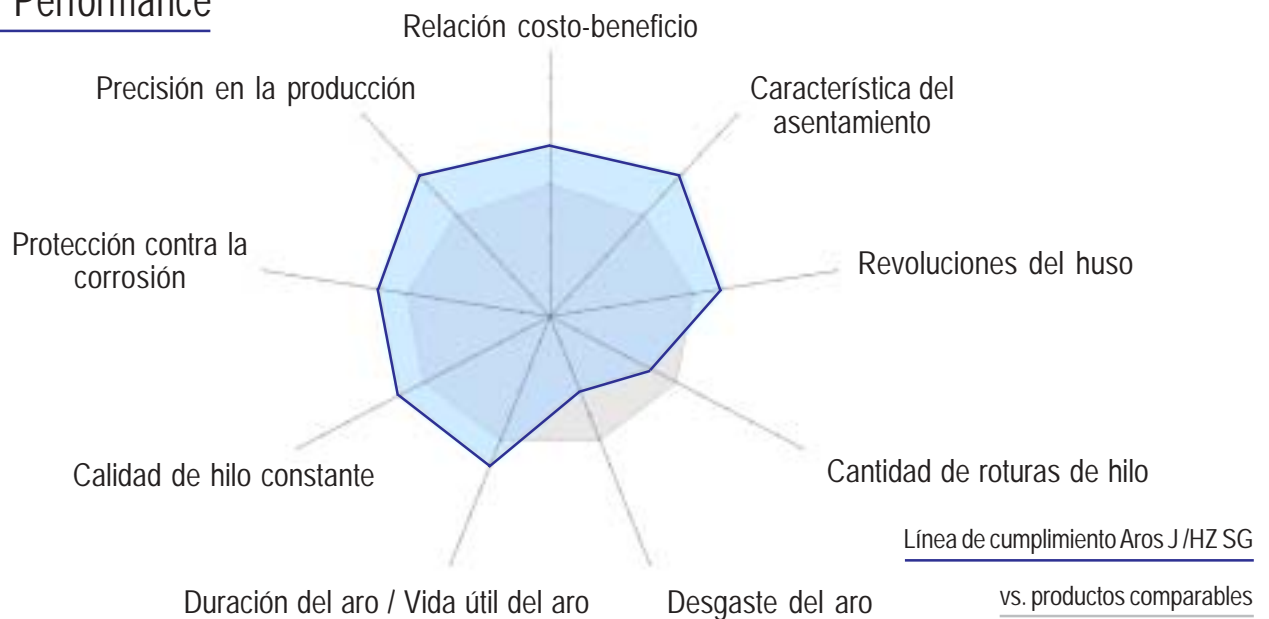 Performance
Relación costo-beneficio
Precisión en la producción
Característica del
asentamiento
Protección contra la
corrosión
Revoluciones del huso
Calidad de hilo constante
Cantidad de roturas de hilo
Línea de cumplimiento Aros J /HZ SG
Duración del aro / Vida útil del aro
Desgaste del aro
vs. productos comparables